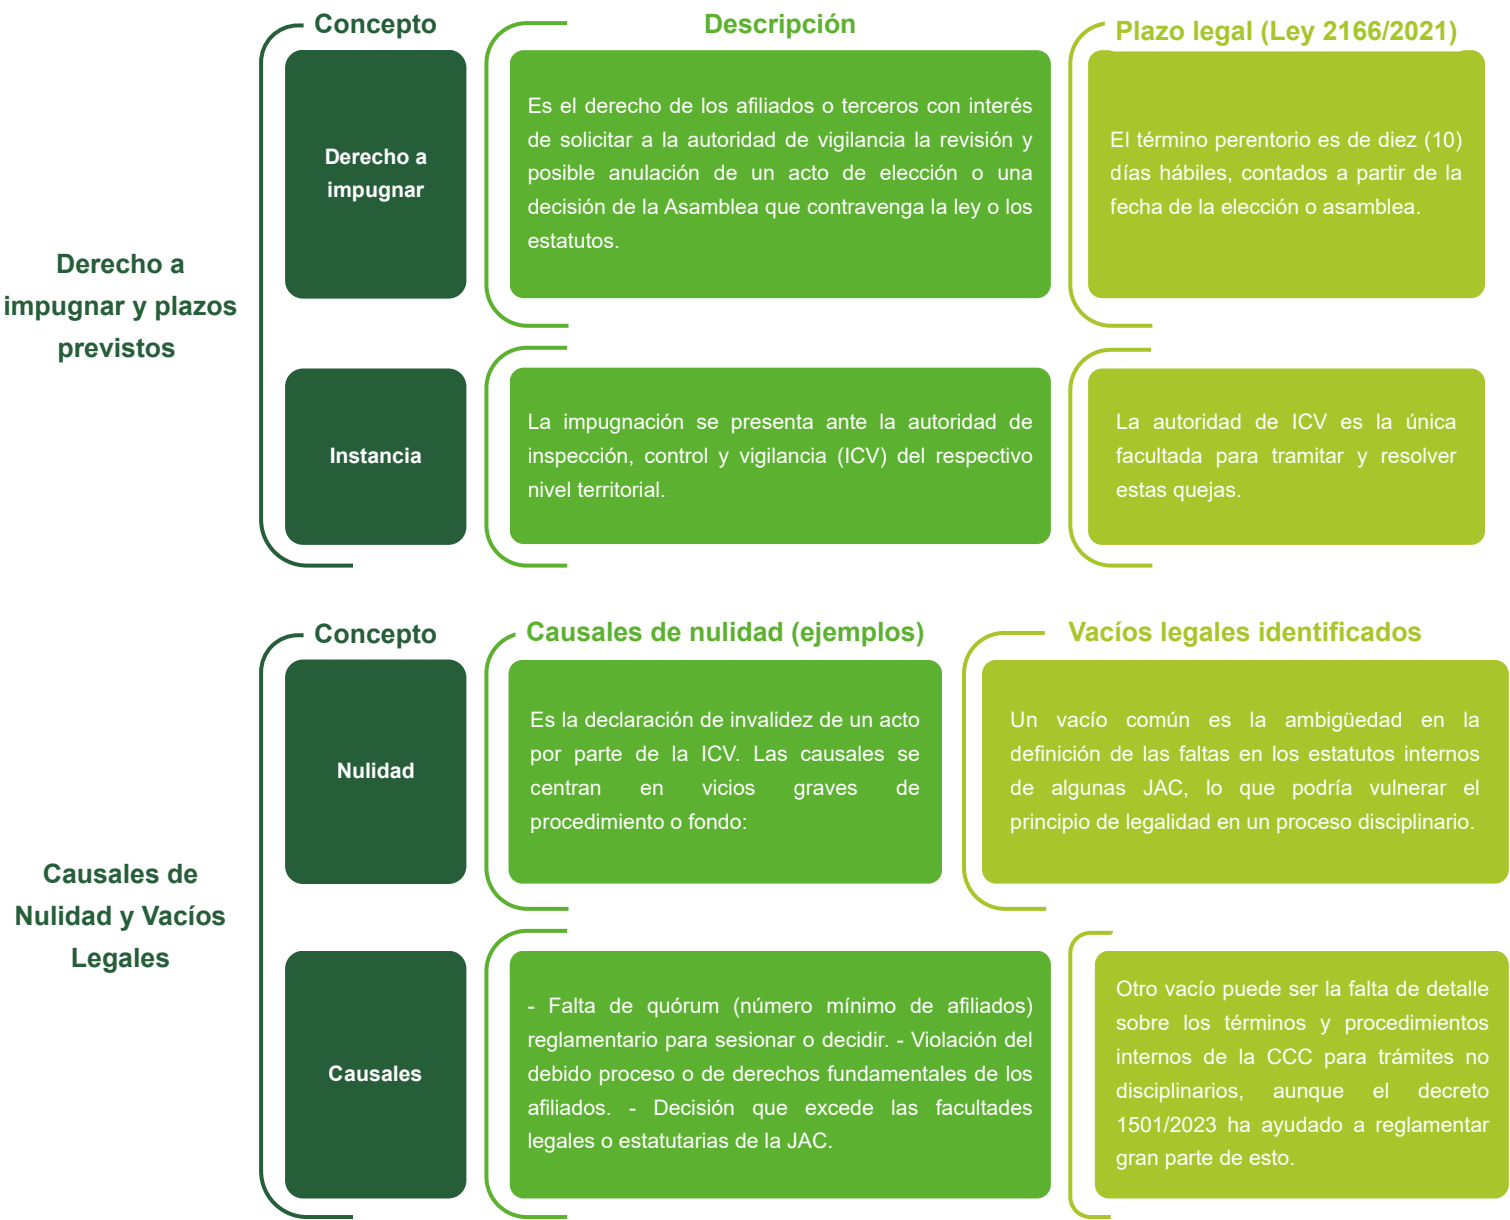 Derecho a
impugnar y plazos
previstos
Concepto
Descripción
Plazo legal (Ley 2166/2021)
Derecho a
impugnar
Es el derecho de los afiliados o terceros con interés
de solicitar a la autoridad de vigilancia la revisión y
posible anulación de un acto de elección o una
decisión de la Asamblea que contravenga la ley o los
estatutos.
El término perentorio es de diez (10)
días hábiles, contados a partir de la
fecha de la elección o asamblea.
Instancia
La impugnación se presenta ante la autoridad de
inspección, control y vigilancia (ICV) del respectivo
nivel territorial.
La autoridad de ICV es la única
facultada para tramitar y resolver
estas quejas.
Causales de
Nulidad y Vacíos
Legales
Concepto
Causales de nulidad (ejemplos)
Vacíos legales identificados
Nulidad
Es la declaración de invalidez de un acto
por parte de la ICV. Las causales se
centran en vicios graves de
procedimiento o fondo:
Un vacío común es la ambigüedad en la
definición de las faltas en los estatutos internos
de algunas JAC, lo que podría vulnerar el
principio de legalidad en un proceso disciplinario.
Causales
- Falta de quórum (número mínimo de afiliados)
reglamentario para sesionar o decidir. - Violación del
debido proceso o de derechos fundamentales de los
afiliados. - Decisión que excede las facultades
legales o estatutarias de la JAC.
Otro vacío puede ser la falta de detalle
sobre los términos y procedimientos
internos de la CCC para trámites no
disciplinarios, aunque el decreto
1501/2023 ha ayudado a reglamentar
gran parte de esto.